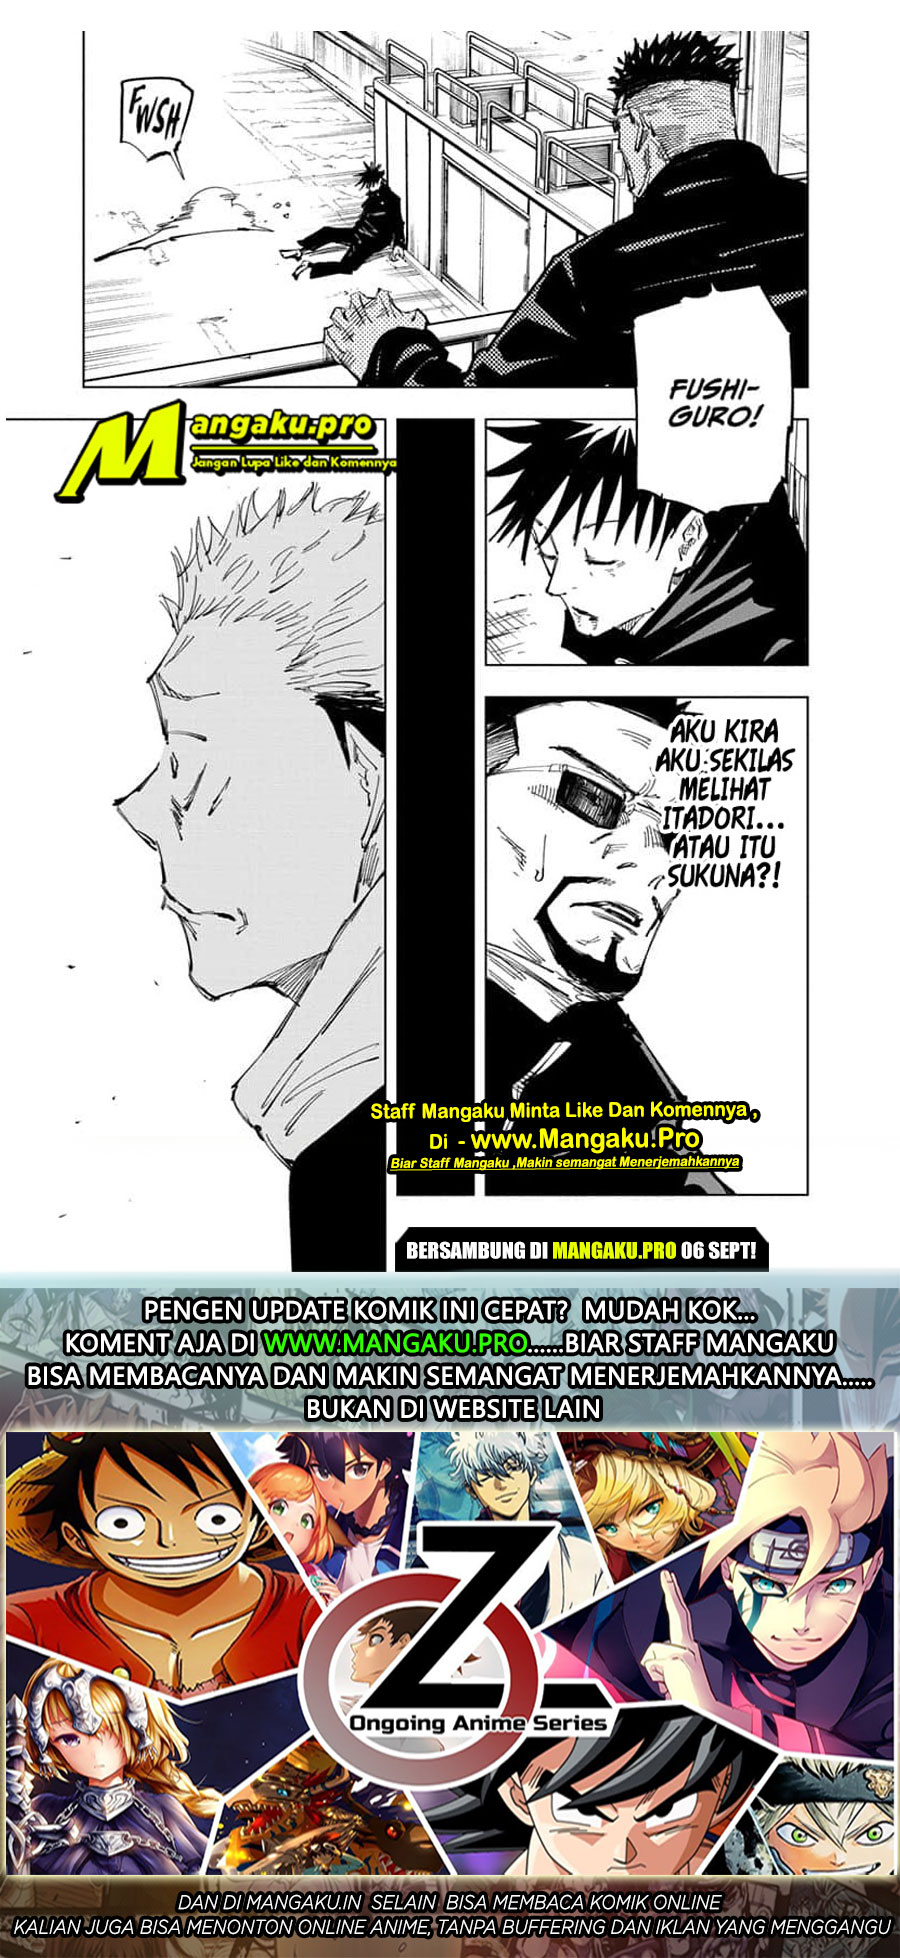 FWSH
FUSHI-
GURO!
Mangaku.pro
Jangan Lupa Like dan Komennya
AKU KIRA
AKU SEKILAS
MELIHAT
ITADORI...
ATAU ITU
SUKUNA?!
Staff Mangaku Minta Like Dan Komennya ,
Di - www.Mangaku.Pro
Biar Staff Mangaku ,Makin semangat Menerjemahkannya
BERSAMBUNG DI MANGAKU.PRO 06 SEPT!
PENGEN UPDATE KOMIK INI CEPAT? MUDAH KOK...
KOMENT AJA DI WWW.MANGAKU.PRO......BIAR STAFF MANGAKU
BISA MEMBACANYA DAN MAKIN SEMANGAT MENERJEMAHKANNYA.....
BUKAN DI WEBSITE LAIN
Z
Ongoing Anime Series
DAN DI MANGAKU.IN SELAIN BISA MEMBACA KOMIK ONLINE
KALIAN JUGA BISA MENONTON ONLINE ANIME, TANPA BUFFERING DAN IKLAN YANG MENGGANGU